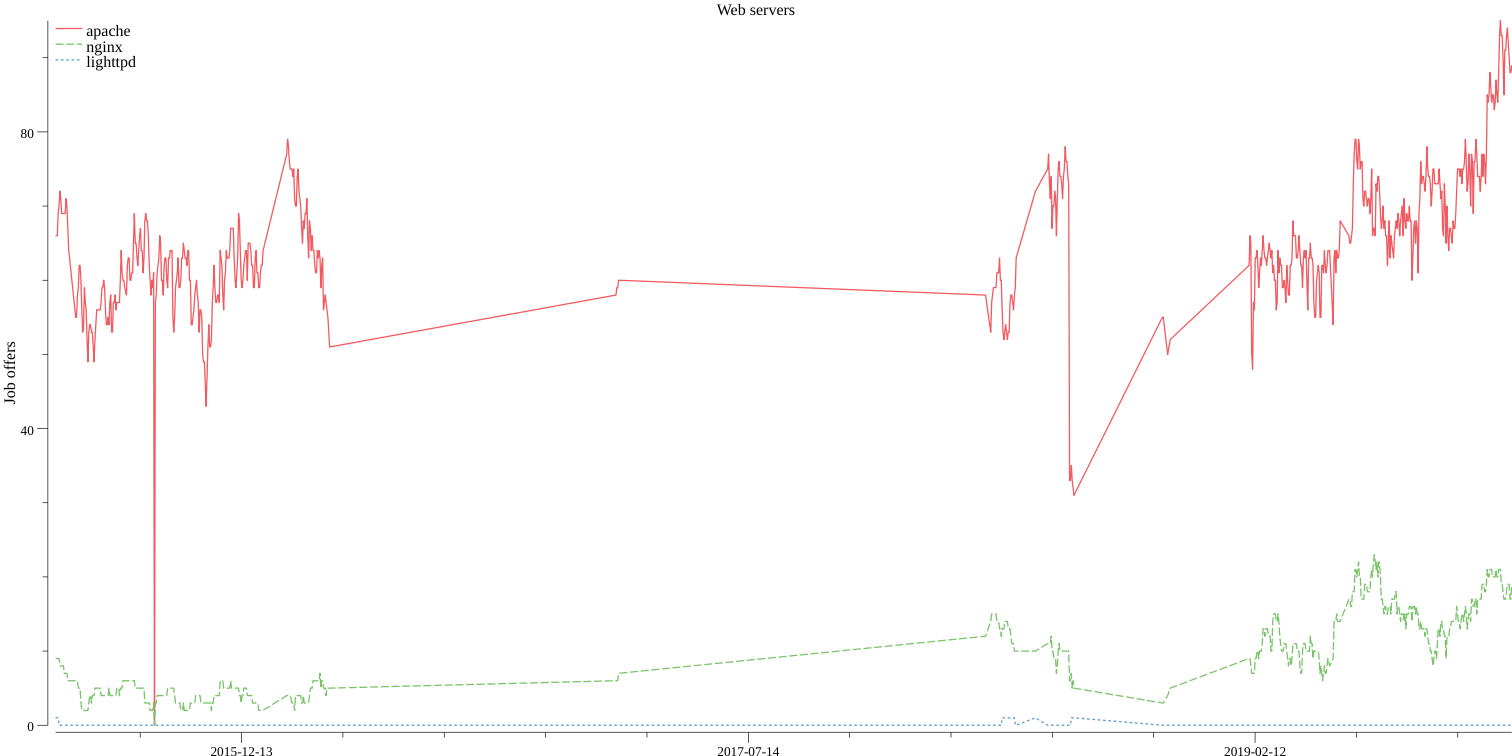 Web servers
apache
nginx
lighttpd
Job offers
80
40
0
2015-12-13
2017-07-14
2019-02-12